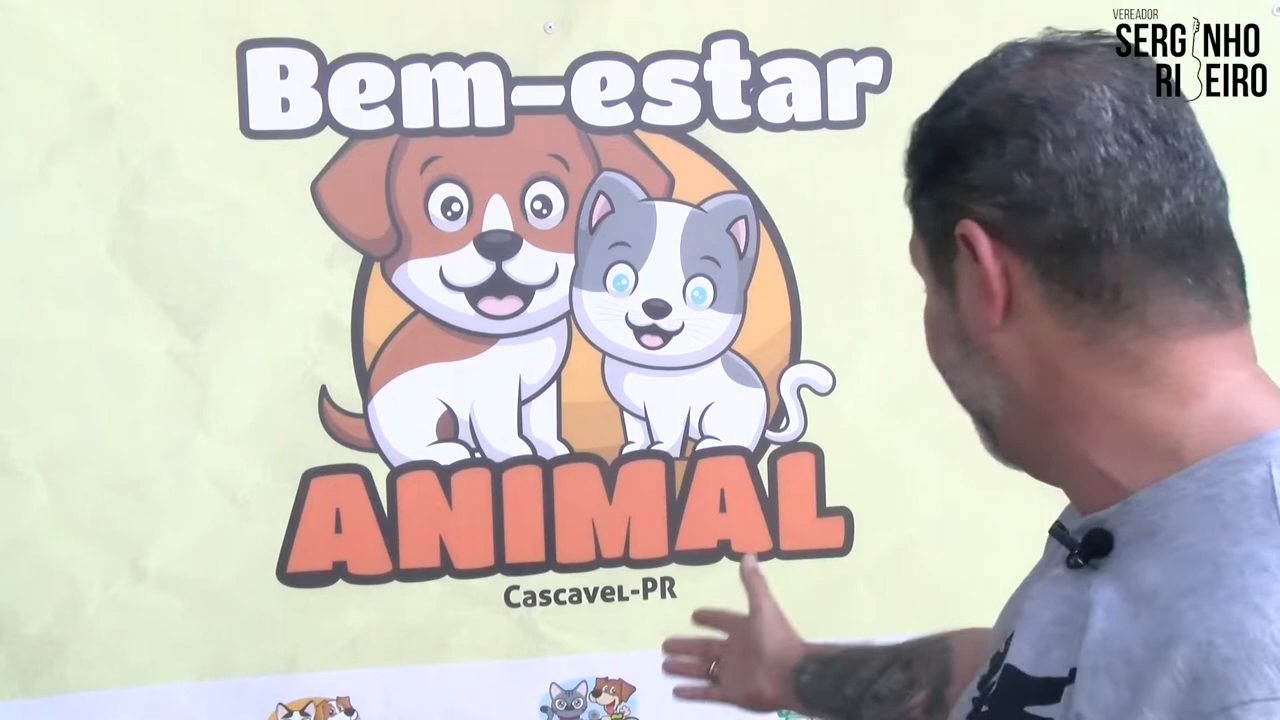 VEREADOR
SERGINHO
RIBEIRO
Bem-estar
ANIMAL
Cascavel-PR